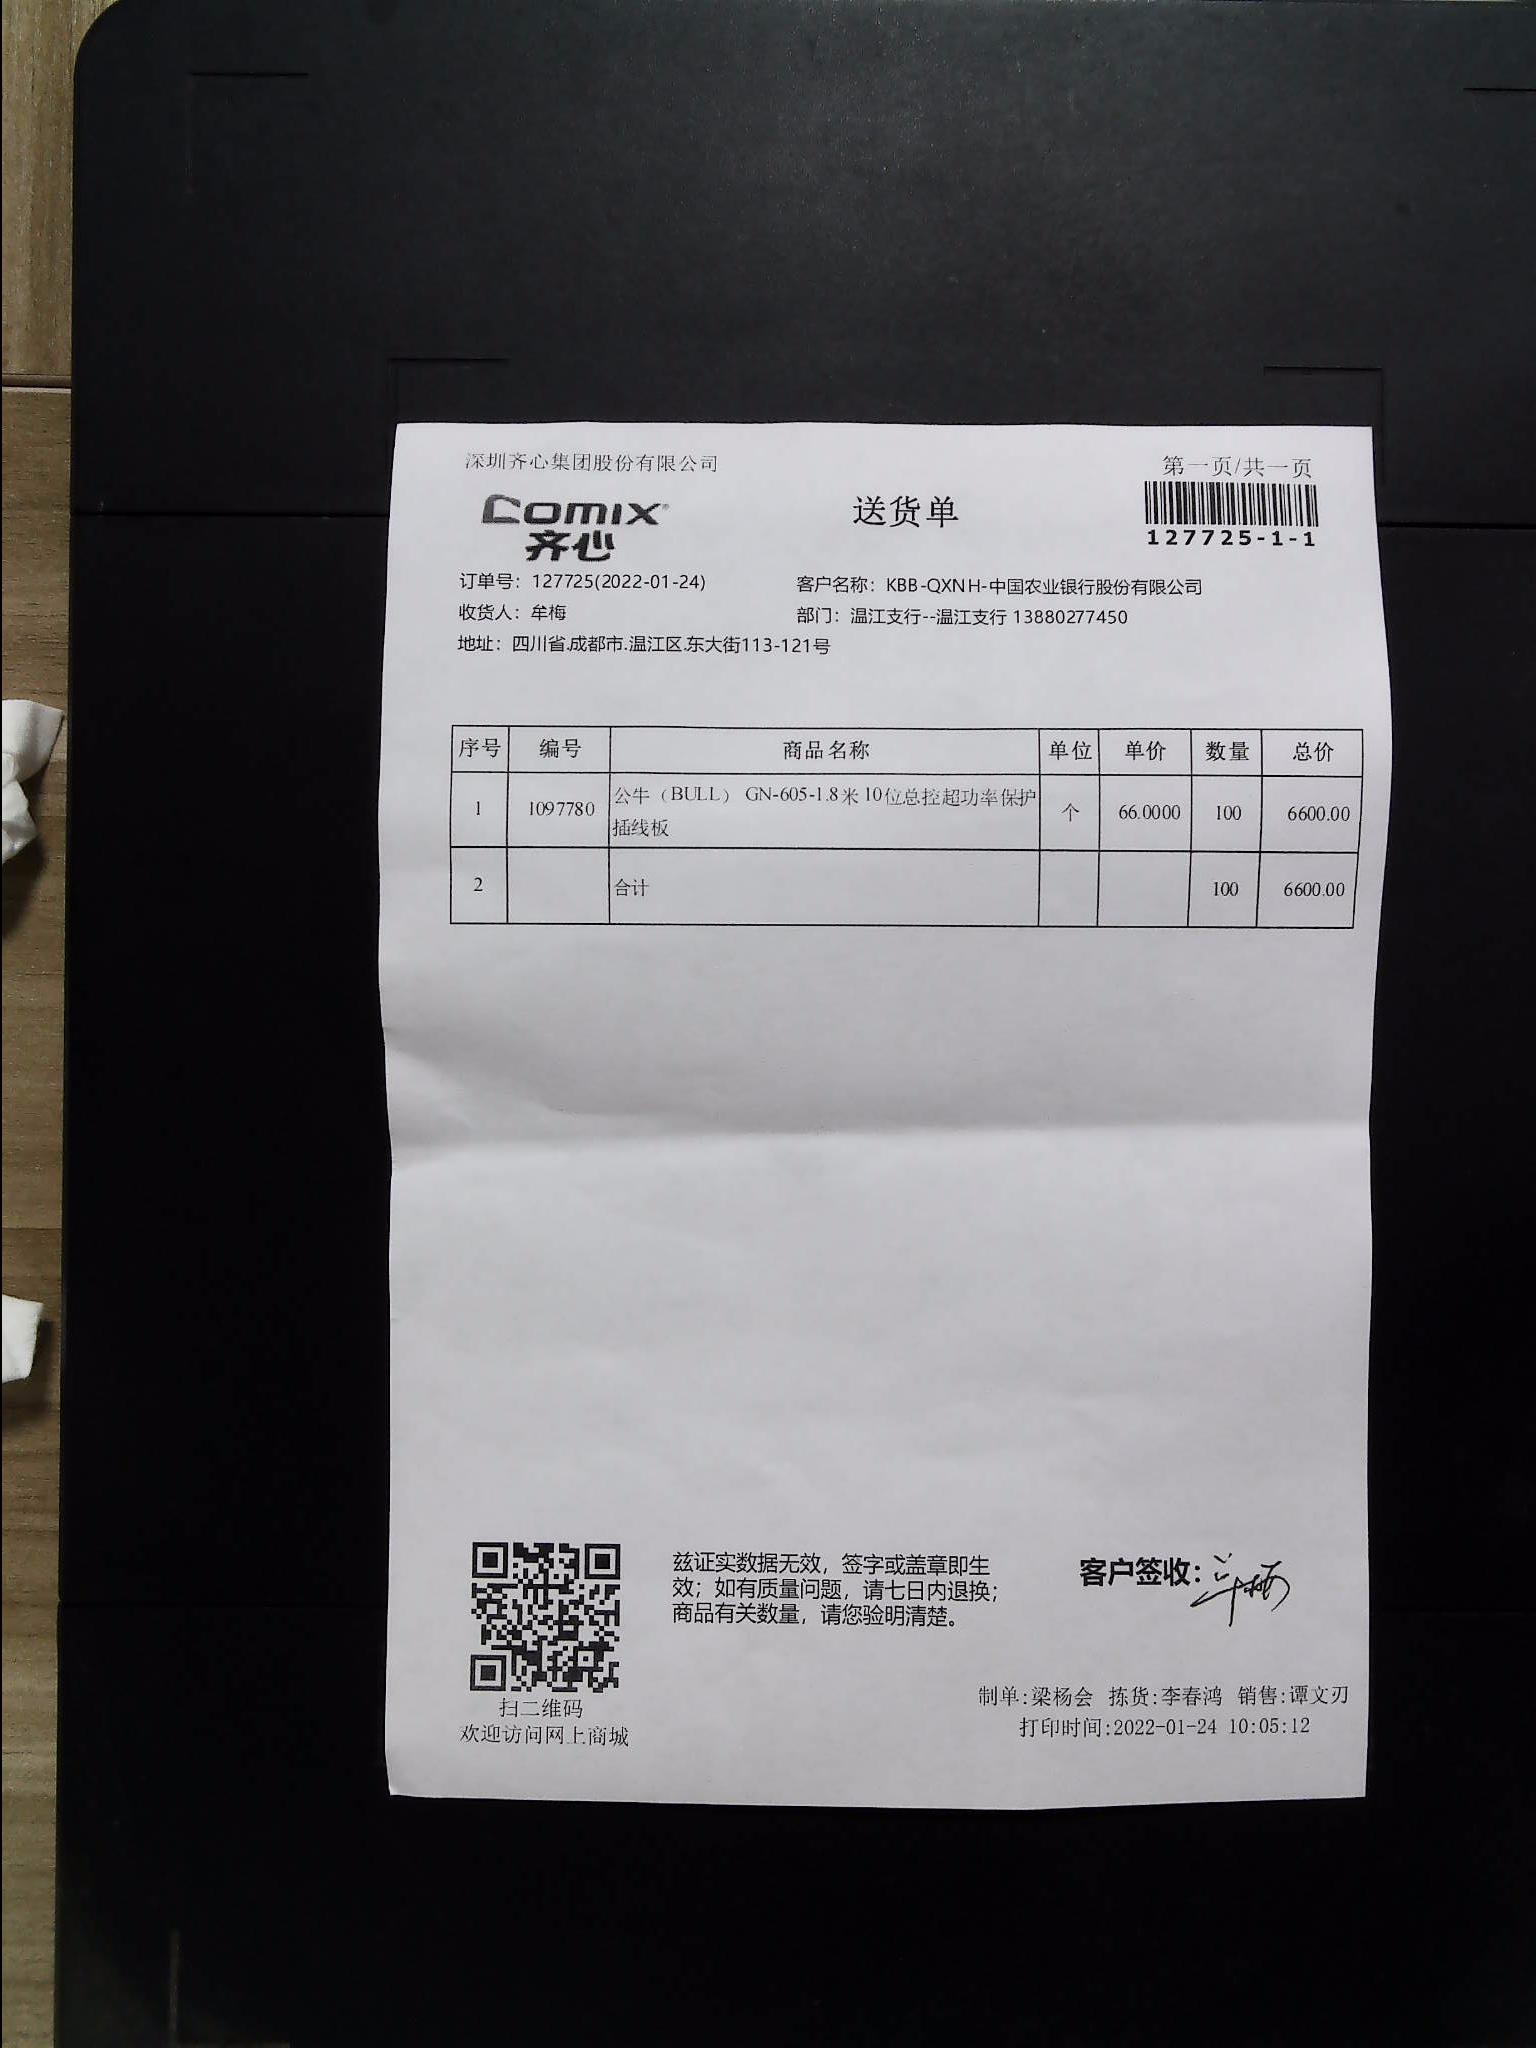 深圳齐心集团股份有限公司
第一页/共一页
comix
齐心
送货单
127725-1-1
订单号：127725(2022-01-24)
客户名称：KBB-QXNH-中国农业银行股份有限公司
收货人：牟梅
部门：温江支行--温江支行 13880277450
地址：四川省.成都市.温江区.东大街113-121号
序号 编号 商品名称 单位 单价 数量 总价
1 1097780 公牛（BULL） GN-605-1.8米 10位总控超功率保护 个 66.0000 100 6600.00
插线板
2 合计 100 6600.00
兹证实数据无效，签字或盖章即生
效；如有质量问题，请七日内退换；
商品有关数量，请您验明清楚。
客户签收：牟梅
扫二维码
欢迎访问网上商城
制单:梁杨会 拣货:李春鸿 销售:谭文刃
打印时间:2022-01-24 10:05:12